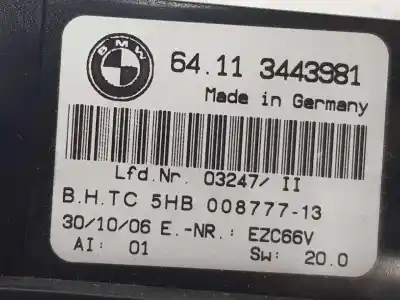 BMW
64.11 3443981
Made in Germany
Lfd.Nr. 03247/ II
B.H.TC 5HB 008777-13
30/10/06 E.-NR.: EZC66V
AI: 01 Sw: 20.0